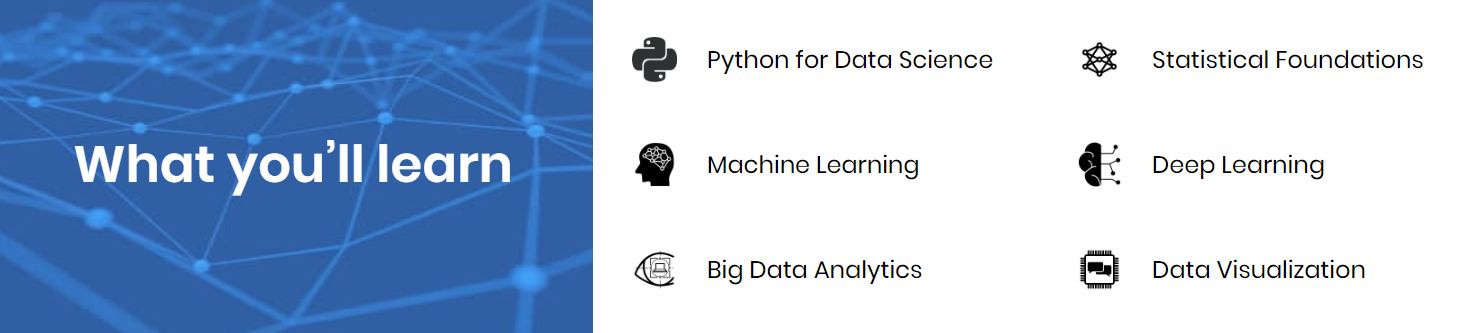 What you’ll learn
Python for Data Science
Statistical Foundations
Machine Learning
Deep Learning
Big Data Analytics
Data Visualization